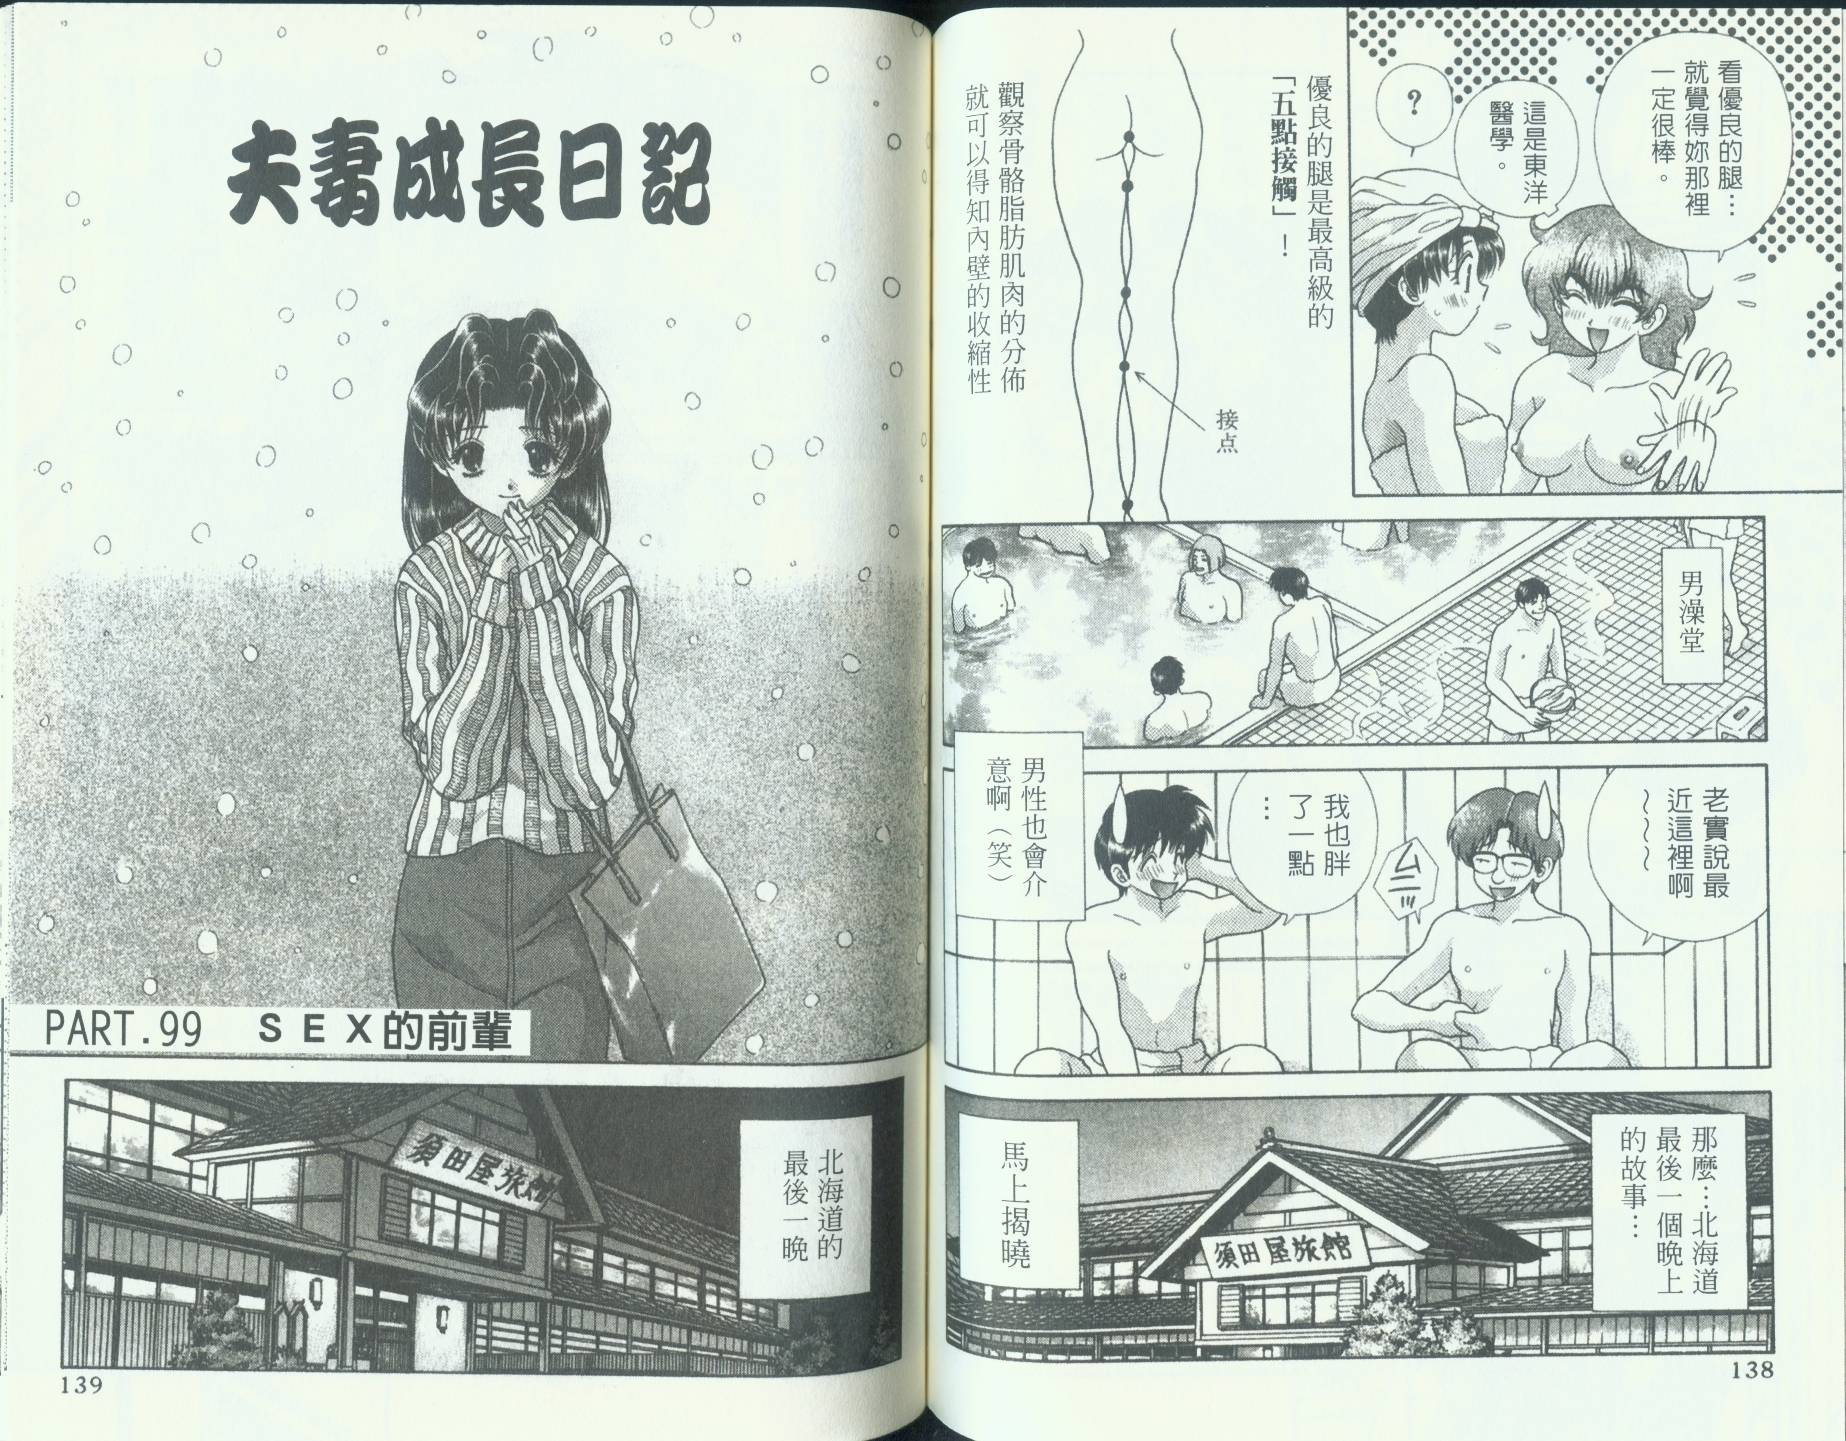 看優良的腿…
就覺得妳那裡
一定很棒。
這是東洋
醫學。
？
優良的腿是最高級的
「五點接觸」！
觀察骨骼脂肪肌肉的分佈
就可以得知內壁的收縮性
接点
男澡堂
老實說最
近這裡啊
～～～
ムニッ
我也胖
了一點
…
男性也會介
意啊（笑）
那麼…北海道
最後一個晚上
的故事…
須田屋旅館
馬上揭曉
138
夫妻成長日記
PART.99 SEX的前輩
北海道的
最後一晚
須田屋旅館
139